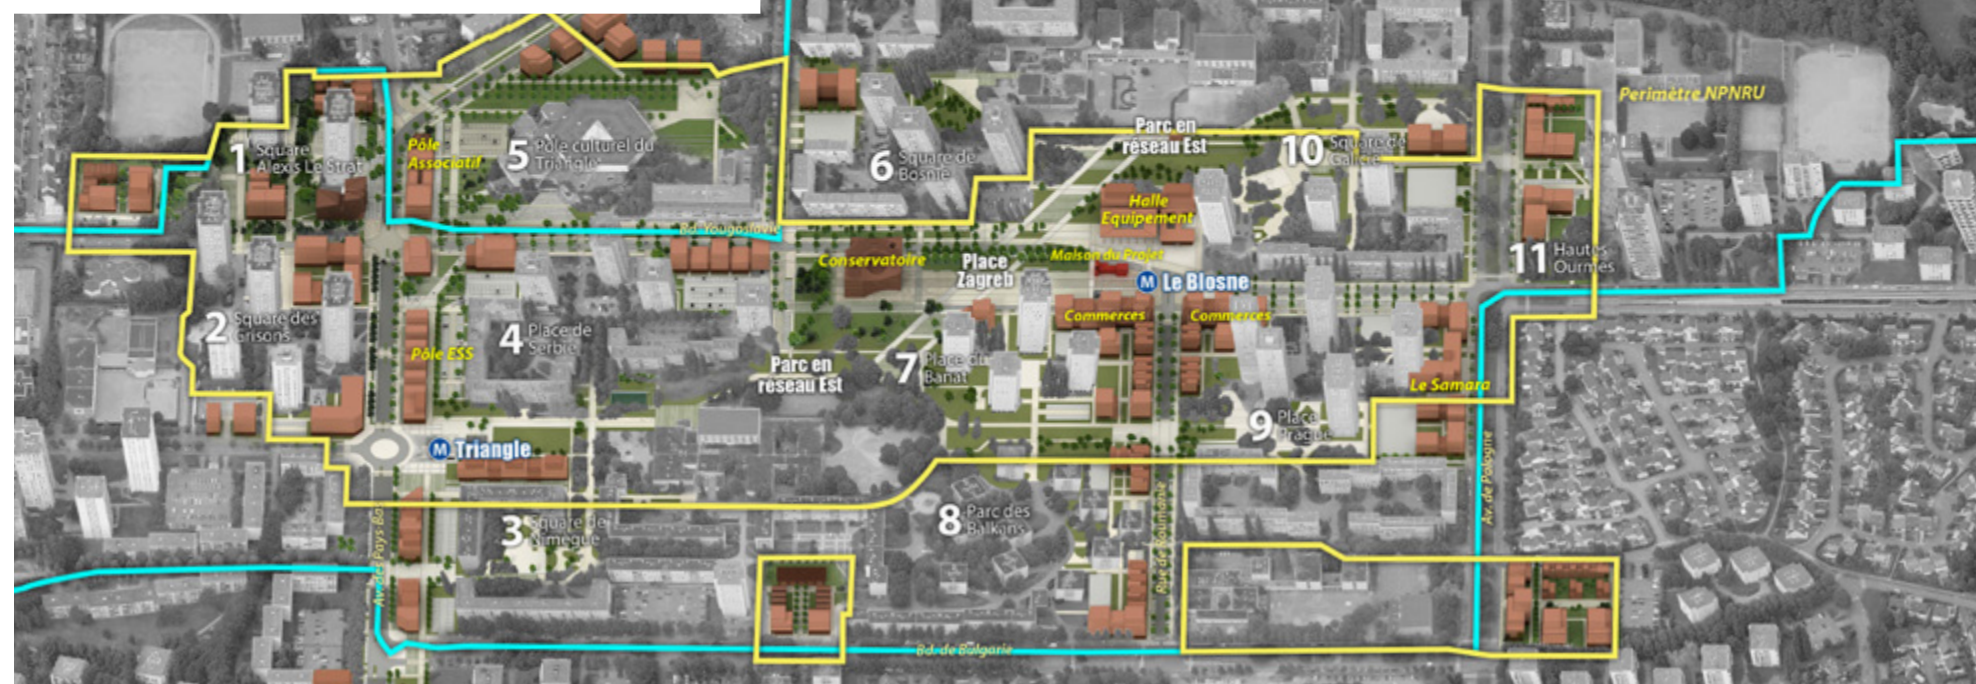 Périmètre NPNRU
1 Square
Alexis Le Strat
Pôle
Associatif
5 Pôle culturel du
Triangle
6 Square de
Bosnie
Parc en
réseau Est
10 Square de
Galicie
Halle
Equipement
Bd. Yougoslavie
Conservatoire
Place
Zagreb
Maison du Projet
M Le Blosne
11 Hautes
Ourmes
2 Square des
Grisons
4 Place de
Serbie
Pôle ESS
Commerces
Commerces
Parc en
réseau Est
7 Place du
Banat
Le Samara
9 Place
Prague
M Triangle
Av. de Pologne
3 Square de
Nimègue
8 Parc des
Balkans
Av. de Pays Bas
Rue de Roumanie
Bd. de Bulgarie